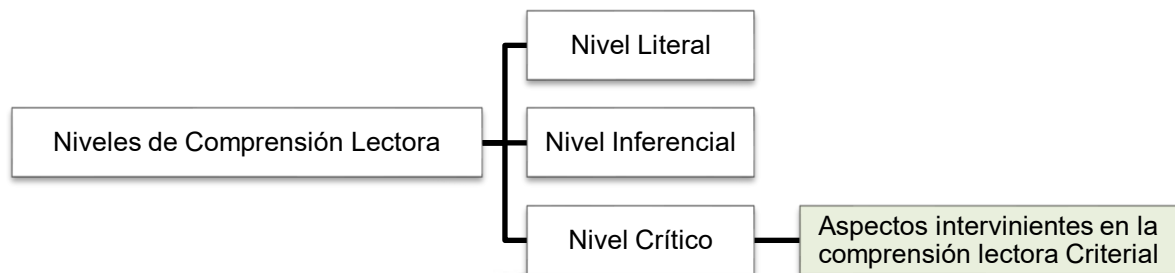 Nivel Literal
Niveles de Comprensión Lectora
Nivel Inferencial
Nivel Crítico
Aspectos intervinientes en la
comprensión lectora Criterial